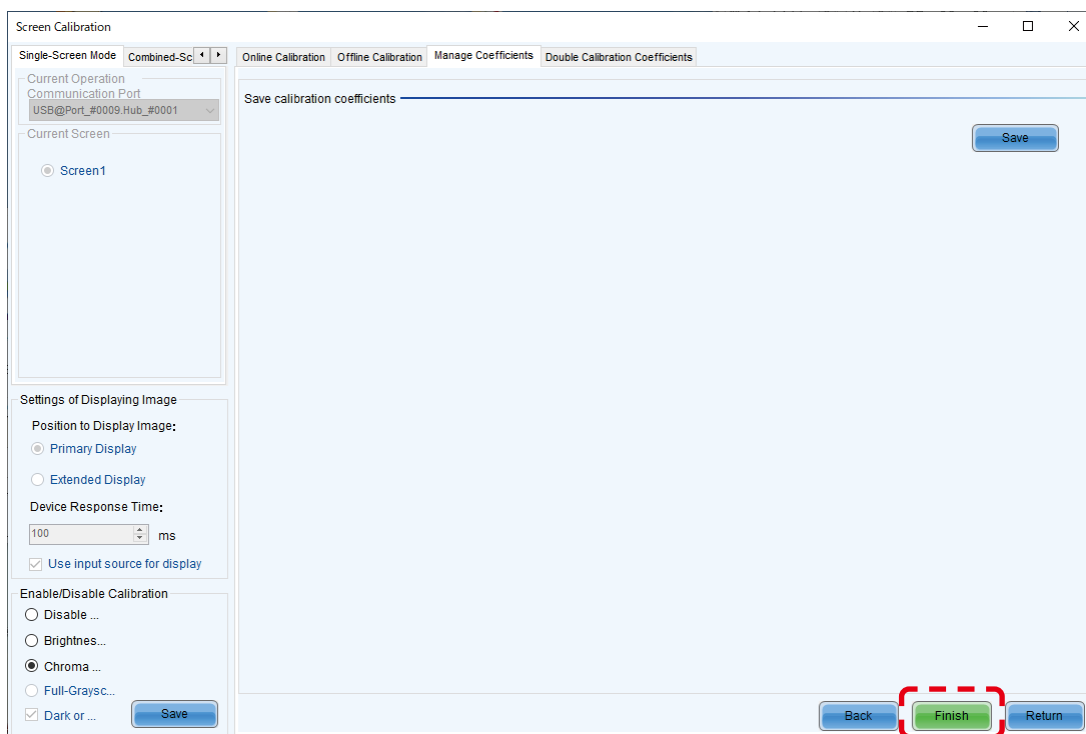 Screen Calibration
Single-Screen Mode
Combined-Sc
Current Operation
Communication Port
USB@Port_#0009.Hub_#0001
Current Screen
Screen1
Settings of Displaying Image
Position to Display Image:
Primary Display
Extended Display
Device Response Time:
100 ms
Use input source for display
Enable/Disable Calibration
Disable ...
Brightnes...
Chroma ...
Full-Graysc...
Dark or ...
Save
Online Calibration
Offline Calibration
Manage Coefficients
Double Calibration Coefficients
Save calibration coefficients
Save
Back
Finish
Return